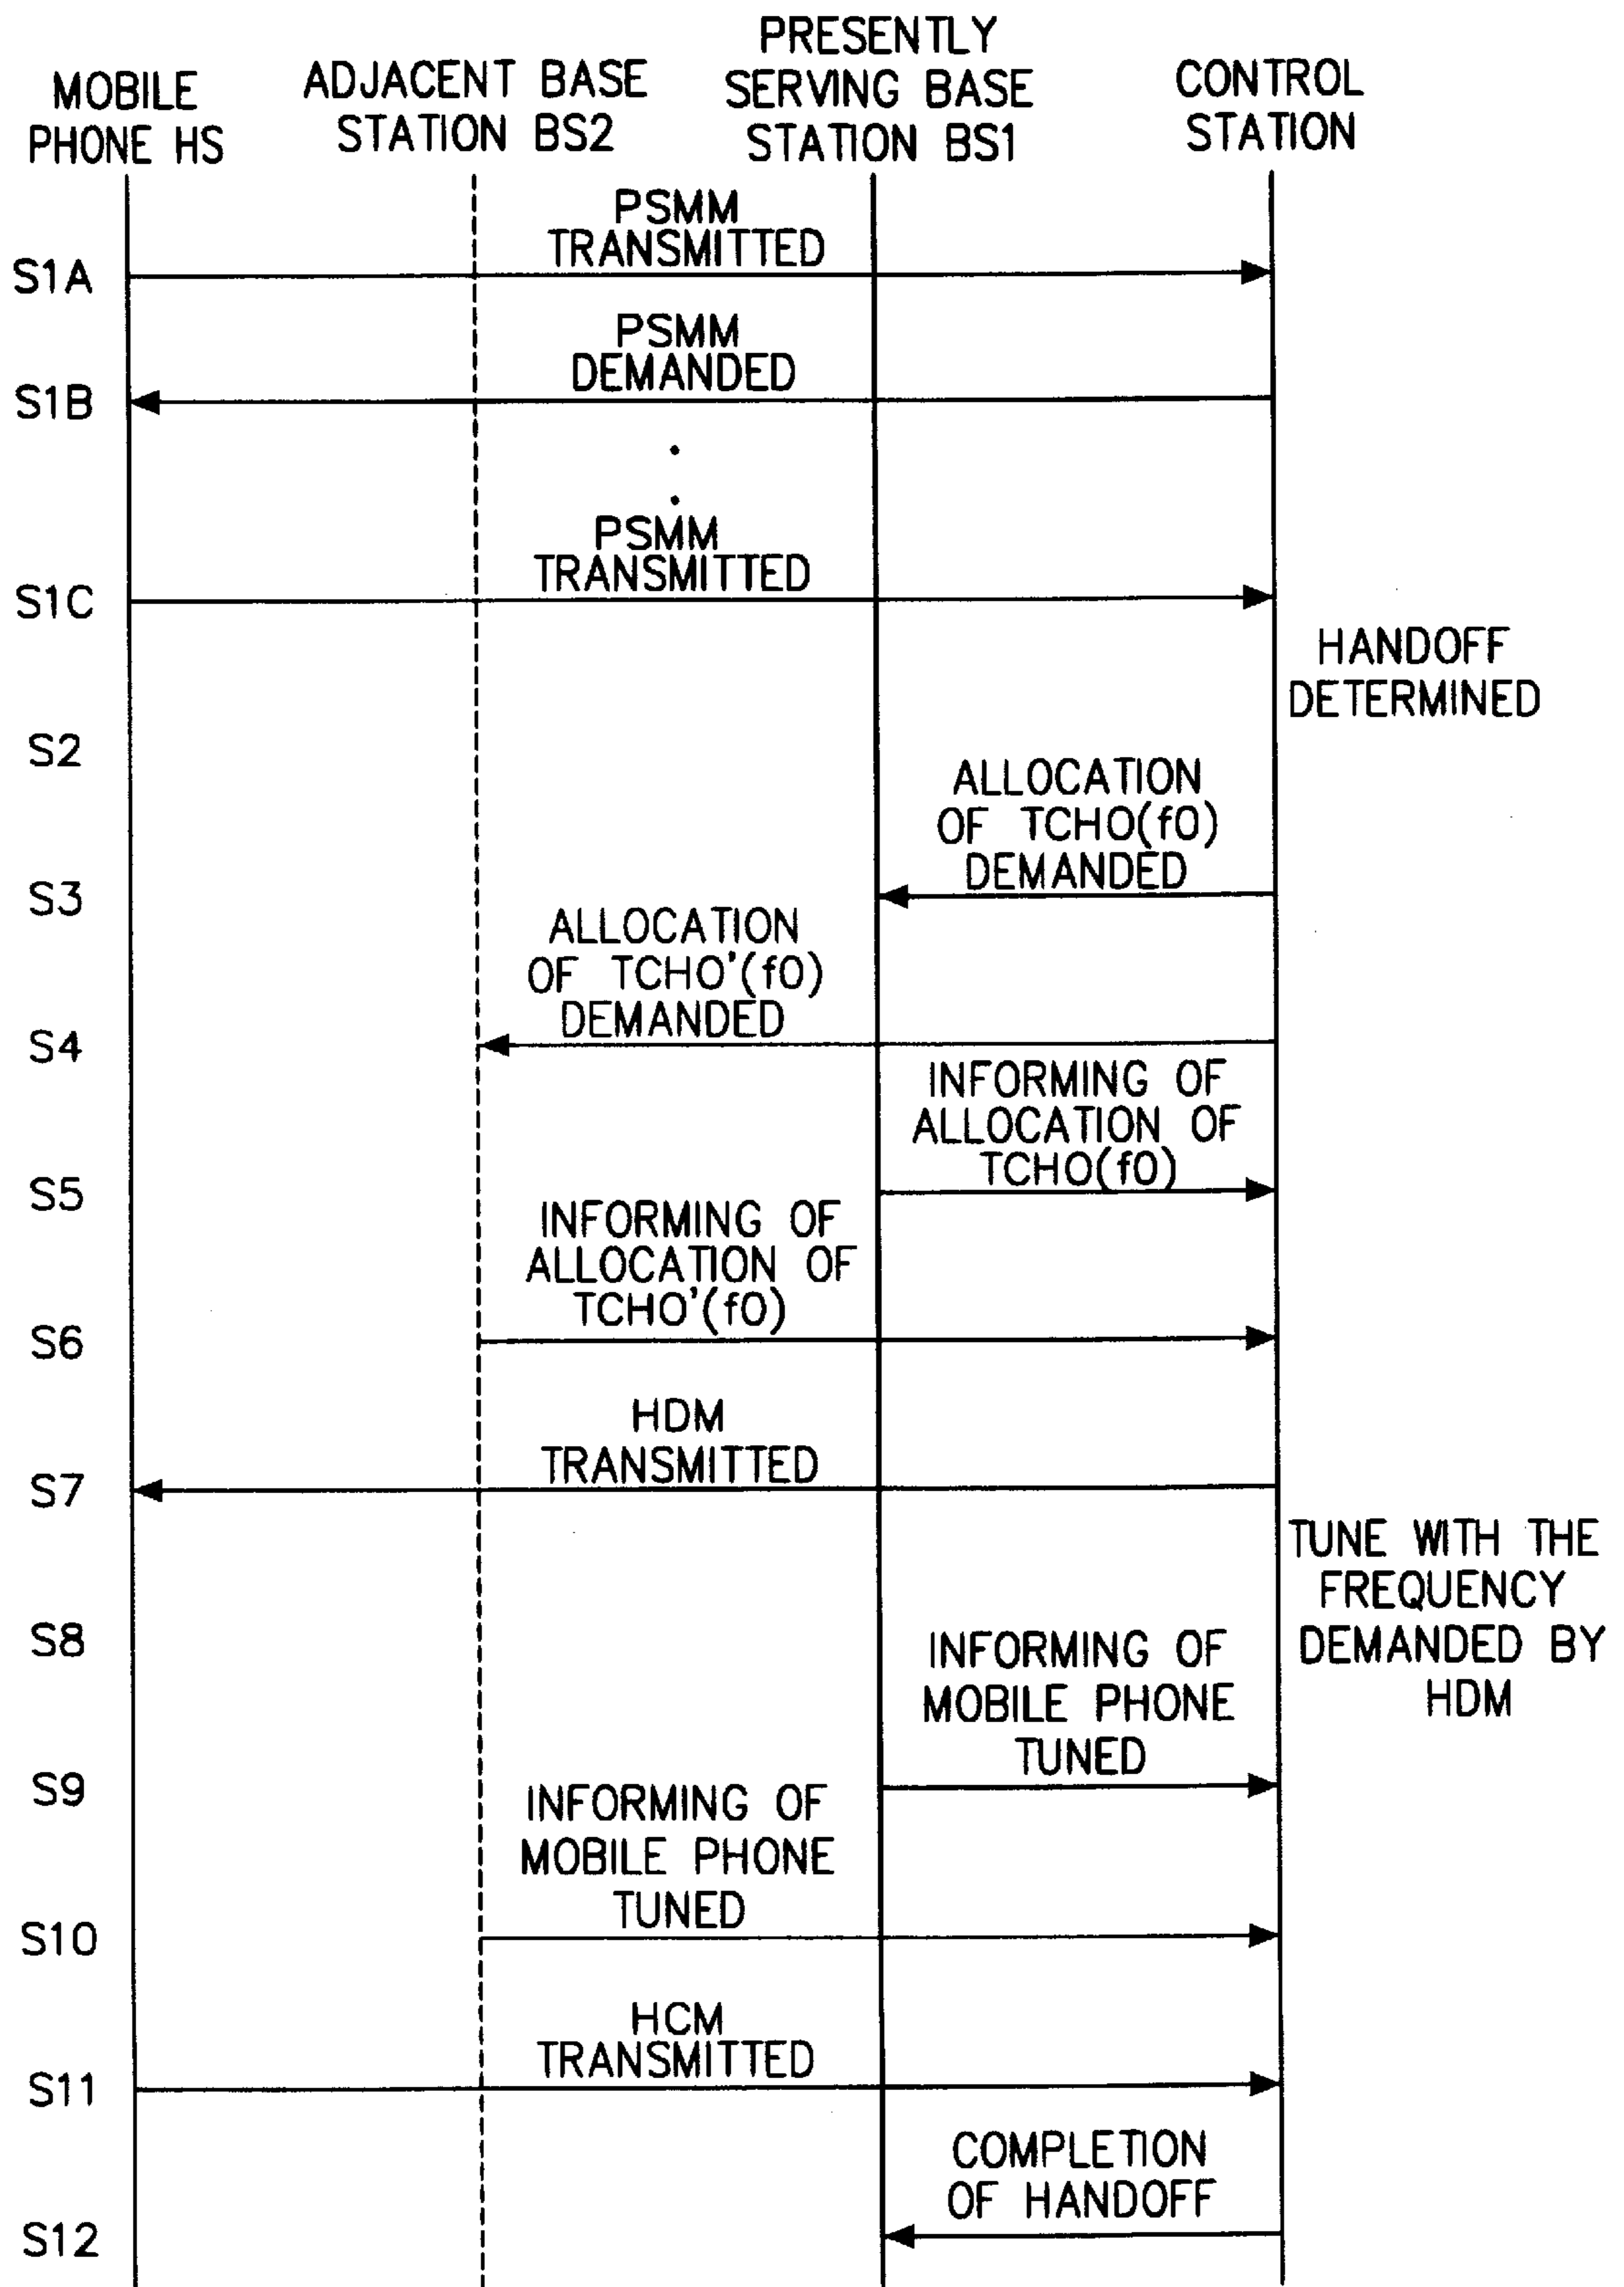 MOBILE
PHONE HS
ADJACENT BASE
STATION BS2
PRESENTLY
SERVING BASE
STATION BS1
CONTROL
STATION
PSMM
TRANSMITTED
S1A
PSMM
DEMANDED
S1B
PSMM
TRANSMITTED
S1C
HANDOFF
DETERMINED
S2
ALLOCATION
OF TCHO(f0)
DEMANDED
S3
ALLOCATION
OF TCHO'(f0)
DEMANDED
S4
INFORMING OF
ALLOCATION OF
TCHO(f0)
S5
INFORMING OF
ALLOCATION OF
TCHO'(f0)
S6
HDM
TRANSMITTED
S7
TUNE WITH THE
FREQUENCY
DEMANDED BY
HDM
S8
INFORMING OF
MOBILE PHONE
TUNED
S9
INFORMING OF
MOBILE PHONE
TUNED
S10
HCM
TRANSMITTED
S11
COMPLETION
OF HANDOFF
S12